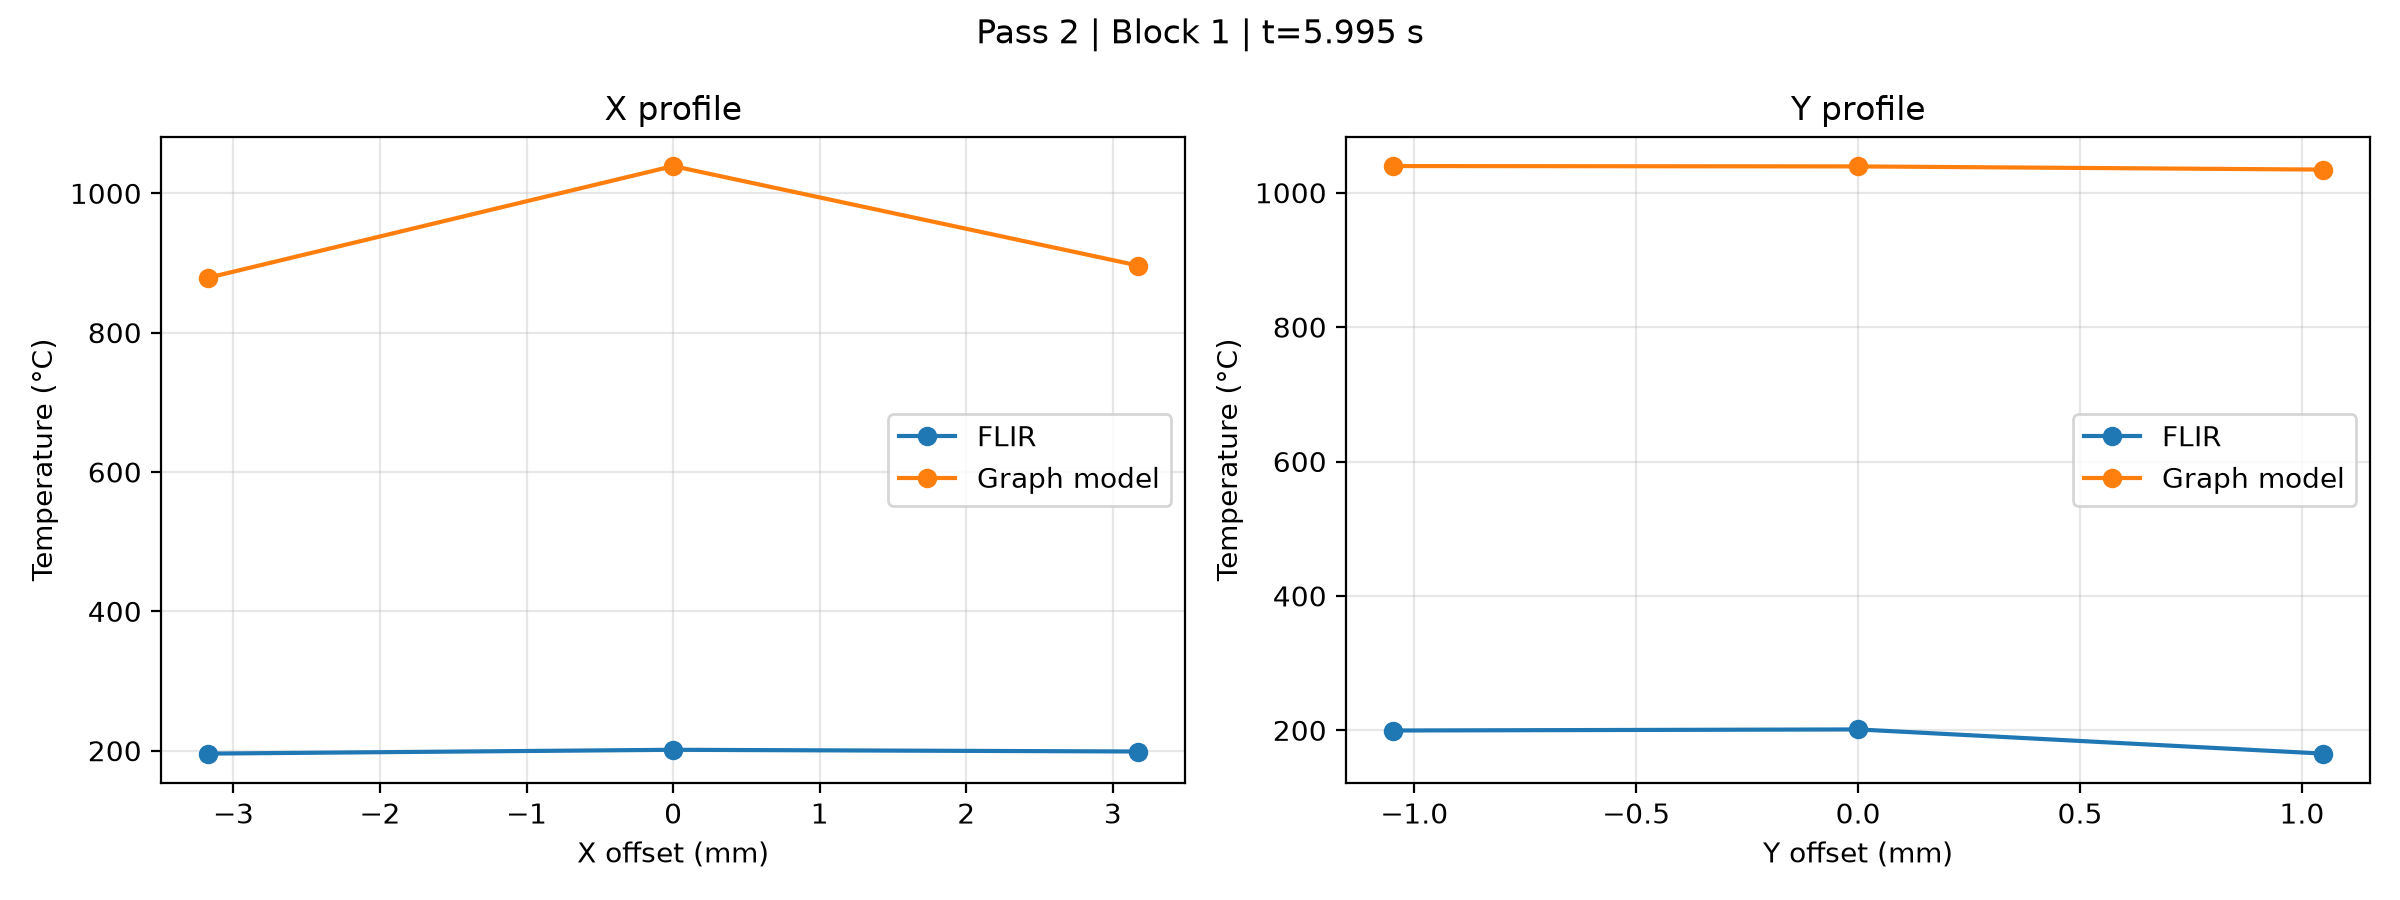 Pass 2 | Block 1 | t=5.995 s
X profile
Temperature (°C)
1000
800
600
400
200
FLIR
Graph model
−3
−2
−1
0
1
2
3
X offset (mm)
Y profile
Temperature (°C)
1000
800
600
400
200
FLIR
Graph model
−1.0
−0.5
0.0
0.5
1.0
Y offset (mm)